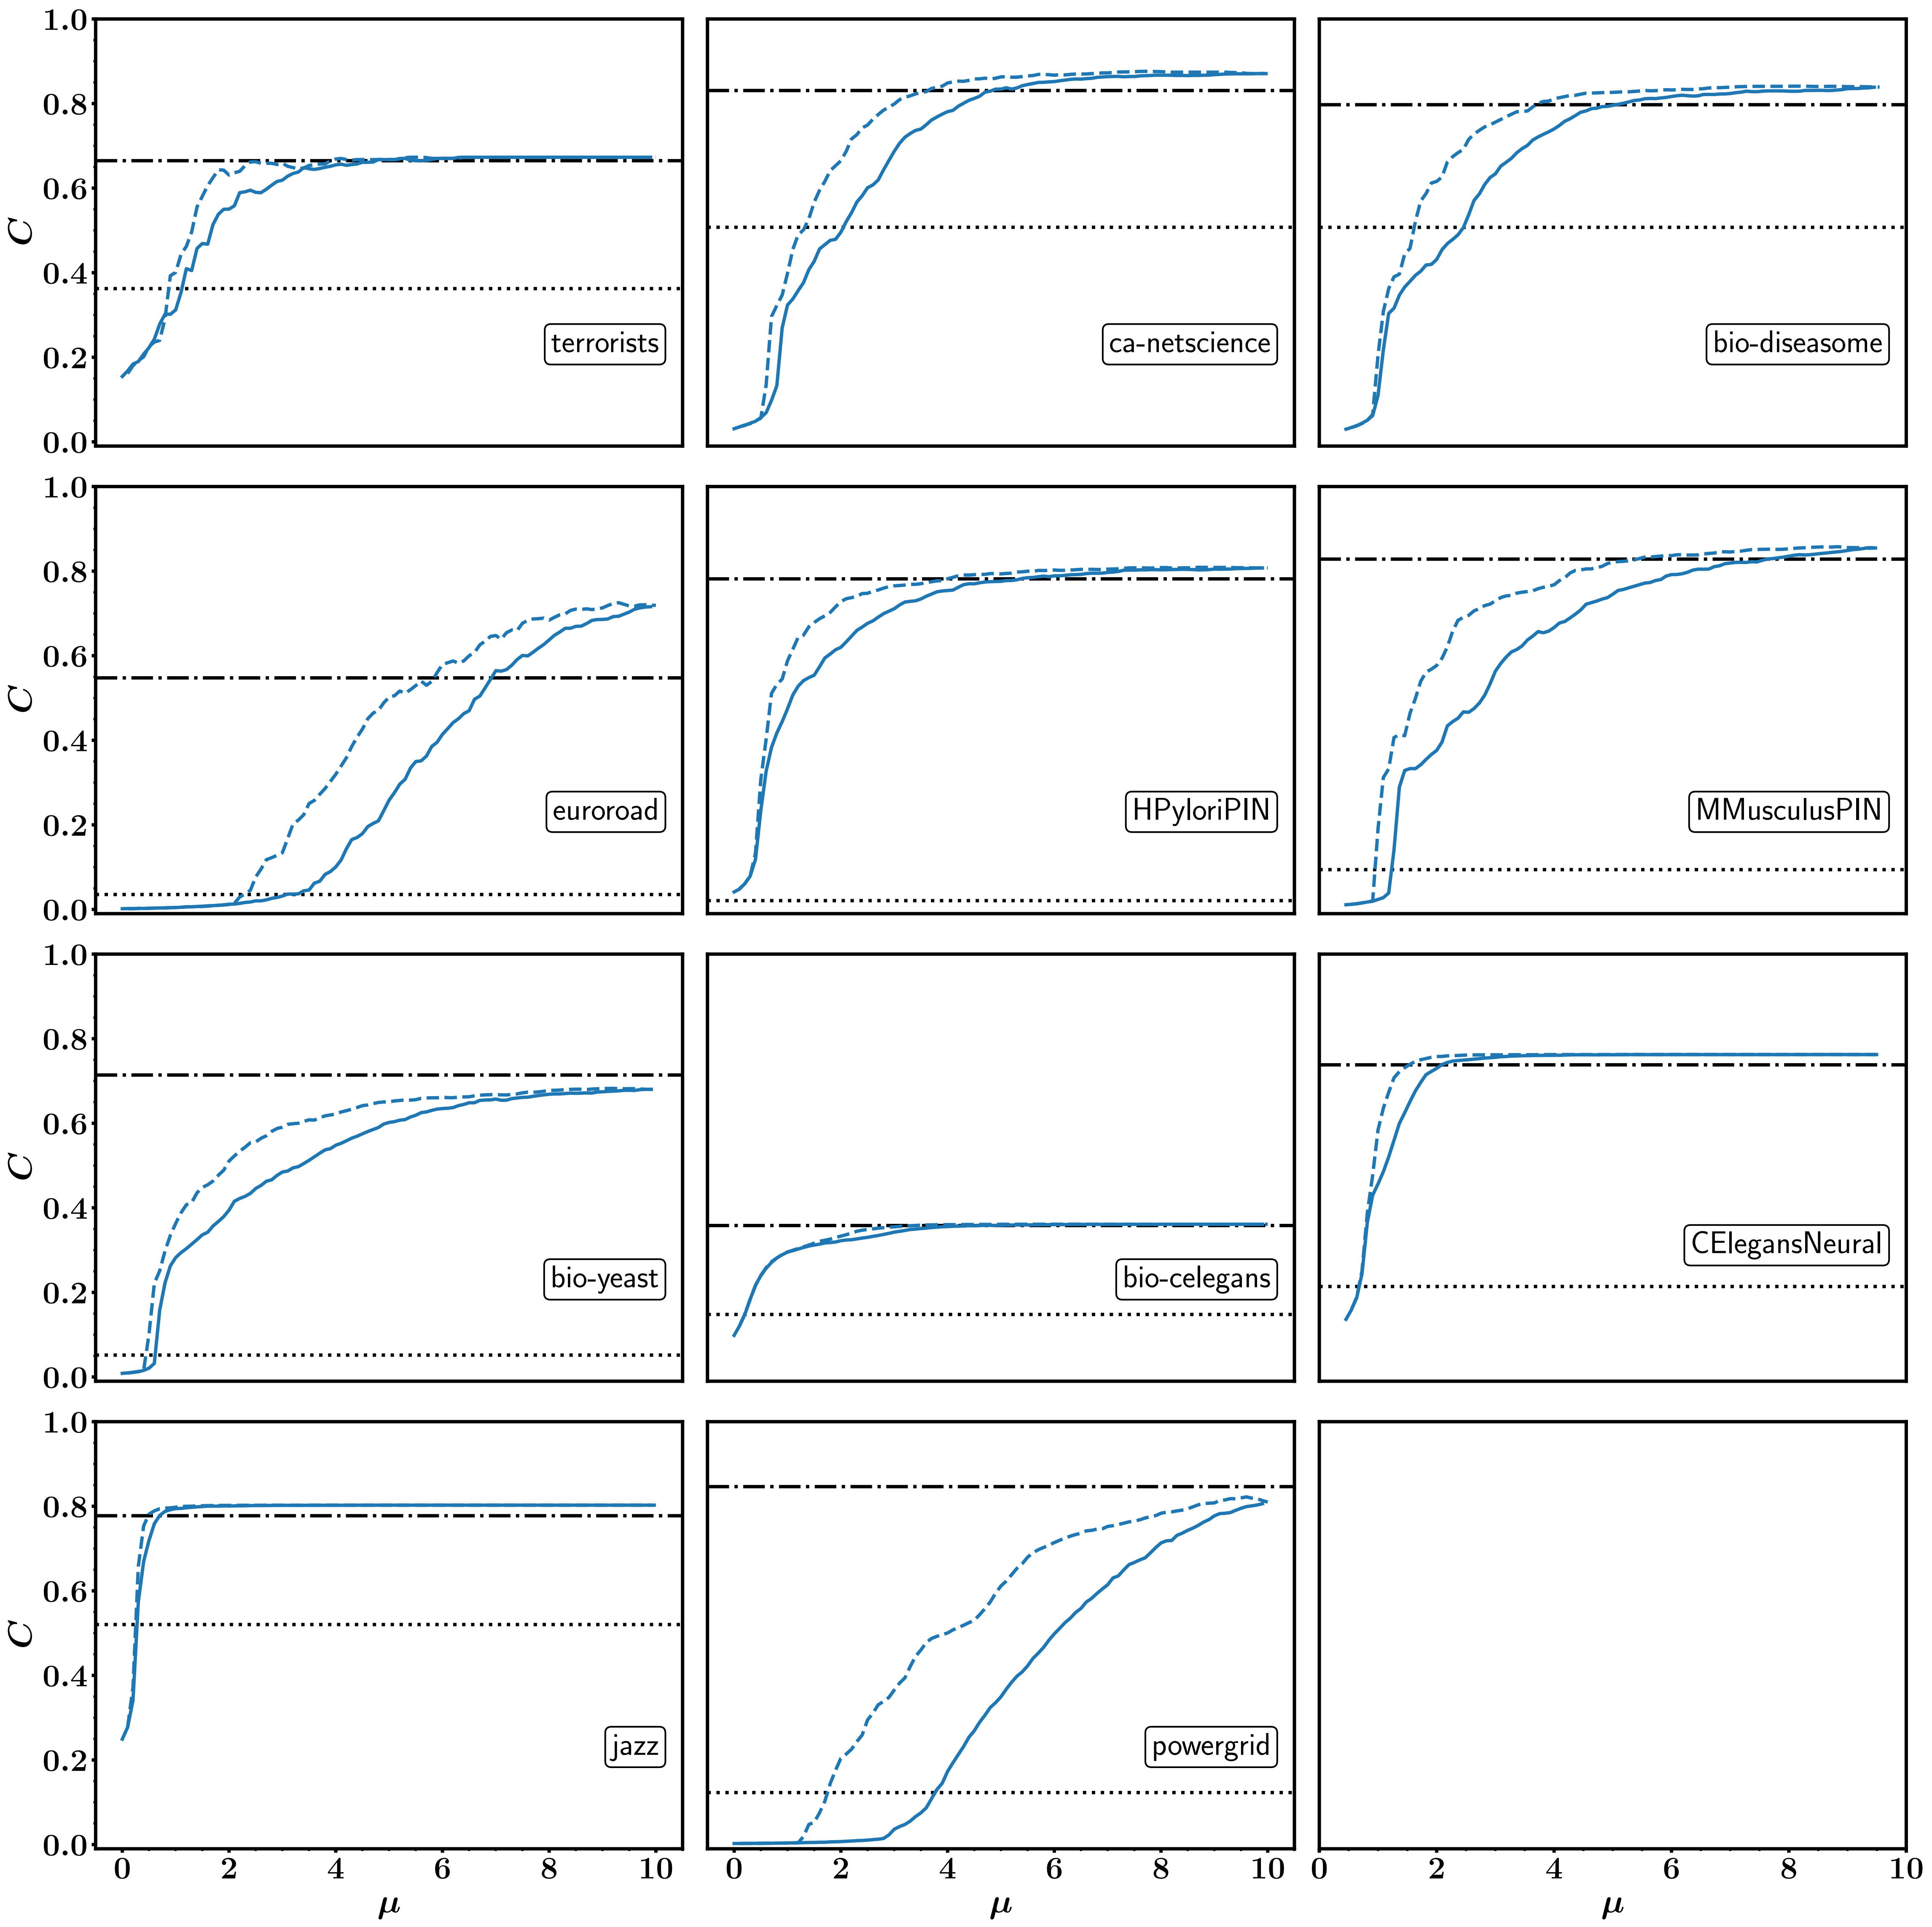 1.0
0.8
0.6
0.4
0.2
0.0
C
terrorists
ca-netscience
bio-diseasome
1.0
0.8
0.6
0.4
0.2
0.0
C
euroroad
HPyloriPIN
MMusculusPIN
1.0
0.8
0.6
0.4
0.2
0.0
C
bio-yeast
bio-celegans
CElegansNeural
1.0
0.8
0.6
0.4
0.2
0.0
C
jazz
powergrid
0 2 4 6 8 10
0 2 4 6 8 10
0 2 4 6 8 10
μ
μ
μ